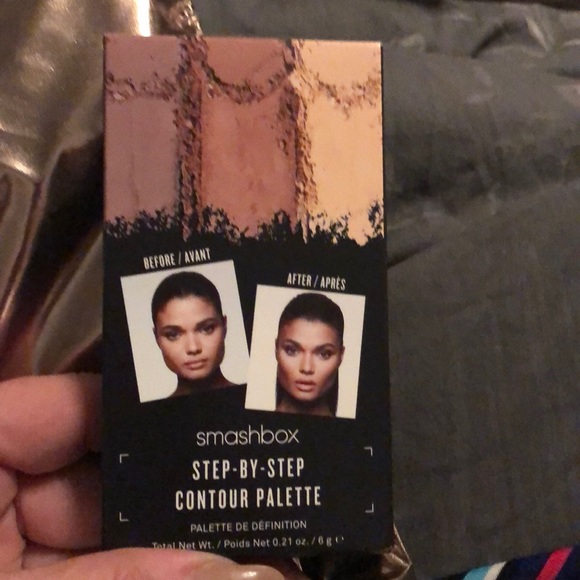 BEFORE / AVANT
AFTER / APRÈS
smashbox
STEP-BY-STEP
CONTOUR PALETTE
PALETTE DE DÉFINITION
Total Net Wt. / Poids Net 0.21 oz. / 6 g ℮